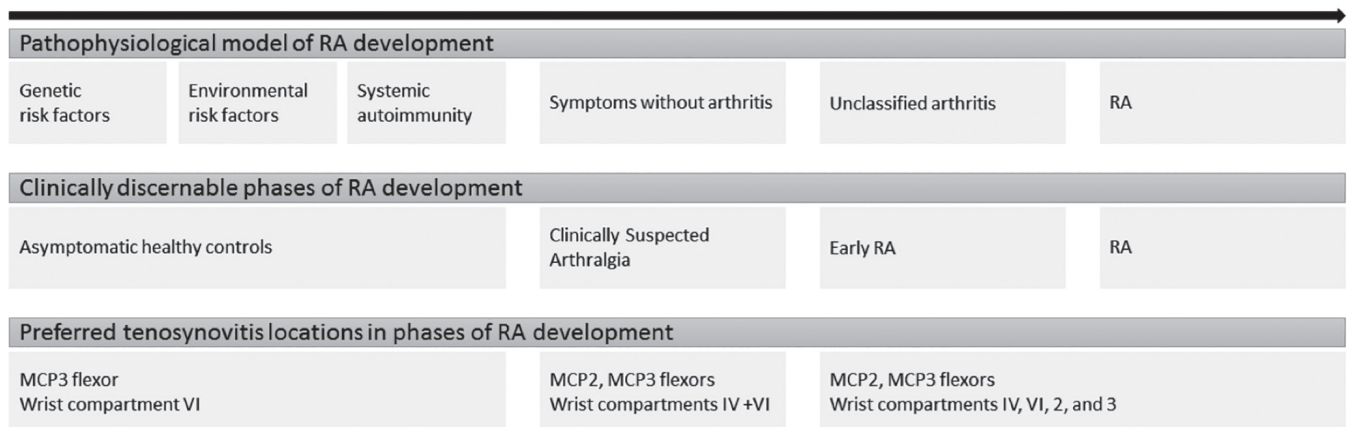 Pathophysiological model of RA development
Genetic
risk factors
Environmental
risk factors
Systemic
autoimmunity
Symptoms without arthritis
Unclassified arthritis
RA
Clinically discernable phases of RA development
Asymptomatic healthy controls
Clinically Suspected
Arthralgia
Early RA
RA
Preferred tenosynovitis locations in phases of RA development
MCP3 flexor
Wrist compartment VI
MCP2, MCP3 flexors
Wrist compartments IV +VI
MCP2, MCP3 flexors
Wrist compartments IV, VI, 2, and 3